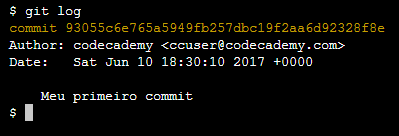 $ git log
commit 93055c6e765a5949fb257dbc19f2aa6d92328f8e
Author: codecademy <ccuser@codecademy.com>
Date:   Sat Jun 10 18:30:10 2017 +0000
    Meu primeiro commit
$